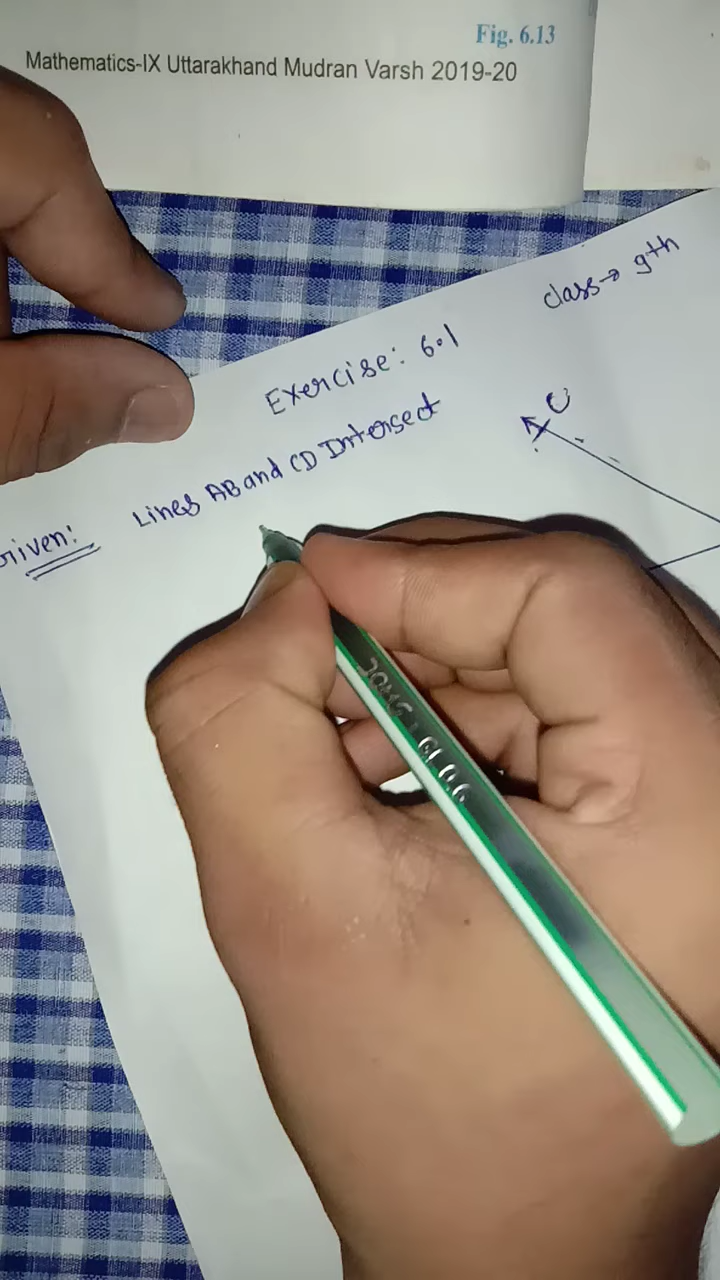 Fig. 6.13
Mathematics-IX Uttarakhand Mudran Varsh 2019-20
class→ 9th
Exercise: 6.1
Lines AB and CD Intersect
riven:
C